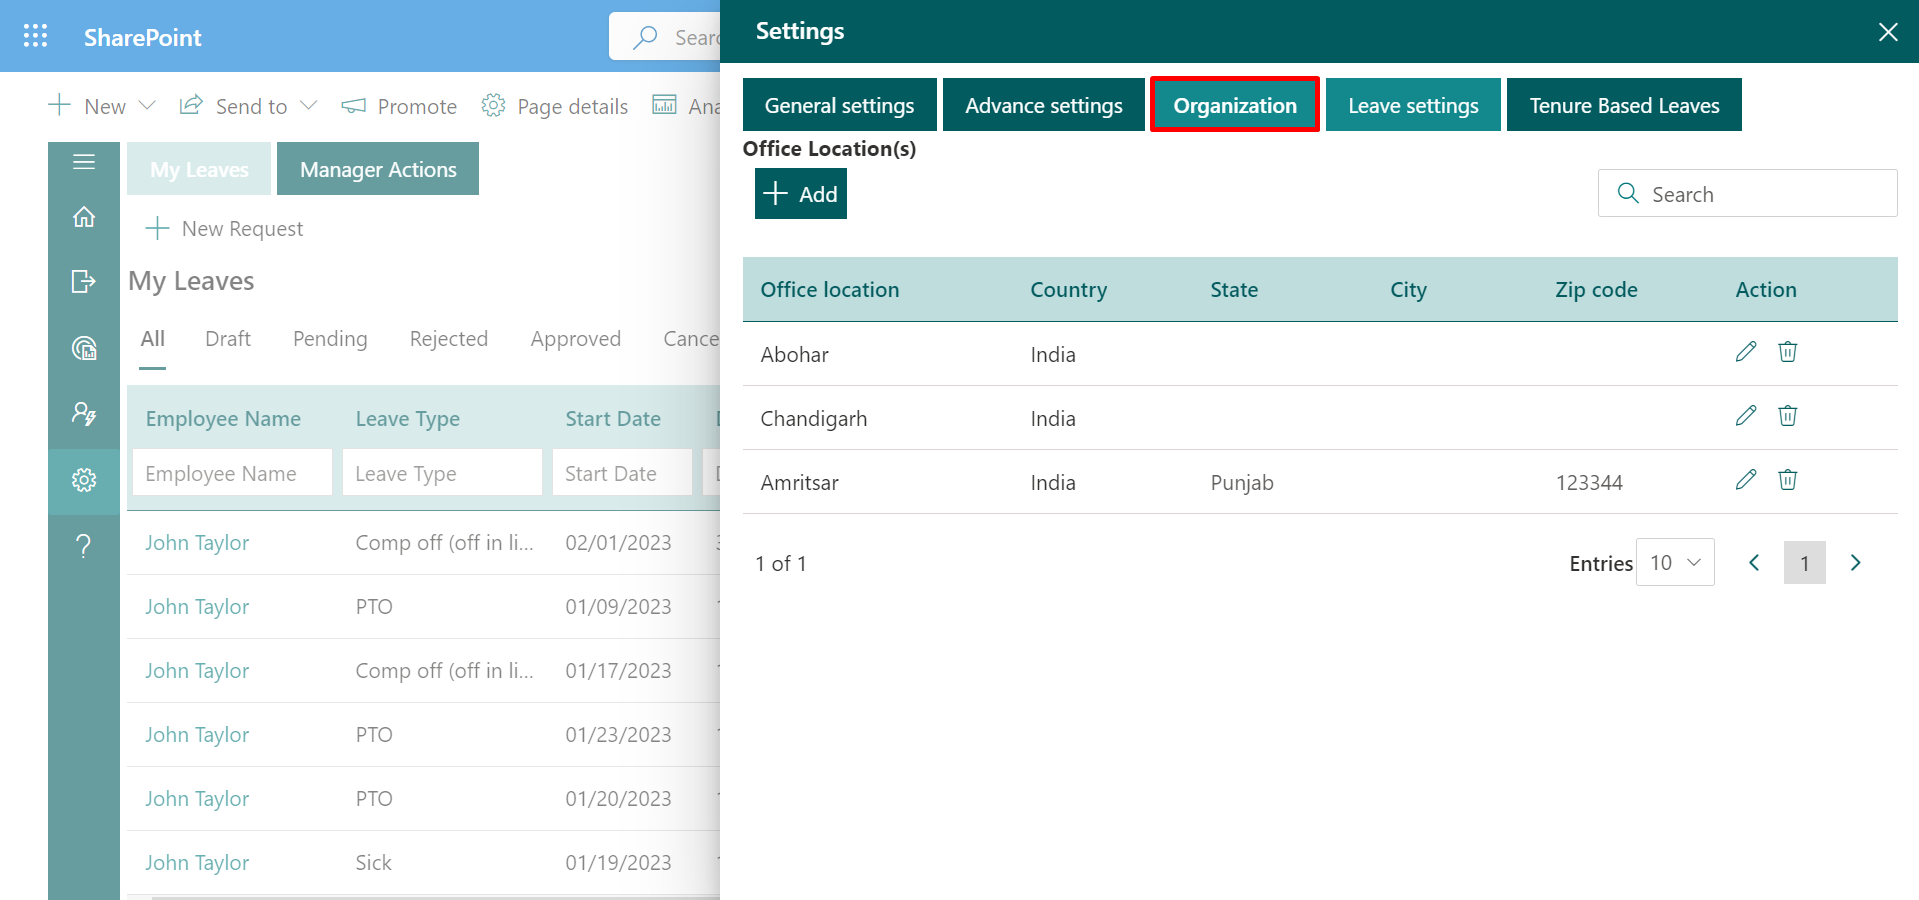 SharePoint
Settings
New
Send to
Promote
Page details
General settings
Advance settings
Organization
Leave settings
Tenure Based Leaves
Office Location(s)
My Leaves
Manager Actions
Add
Search
New Request
My Leaves
Office location Country State City Zip code Action
All Draft Pending Rejected Approved
Abohar India
Chandigarh India
Amritsar India Punjab 123344
1 of 1
Entries 10
1
Employee Name Leave Type Start Date
Employee Name Leave Type Start Date
John Taylor Comp off (off in li... 02/01/2023
John Taylor PTO 01/09/2023
John Taylor Comp off (off in li... 01/17/2023
John Taylor PTO 01/23/2023
John Taylor PTO 01/20/2023
John Taylor Sick 01/19/2023